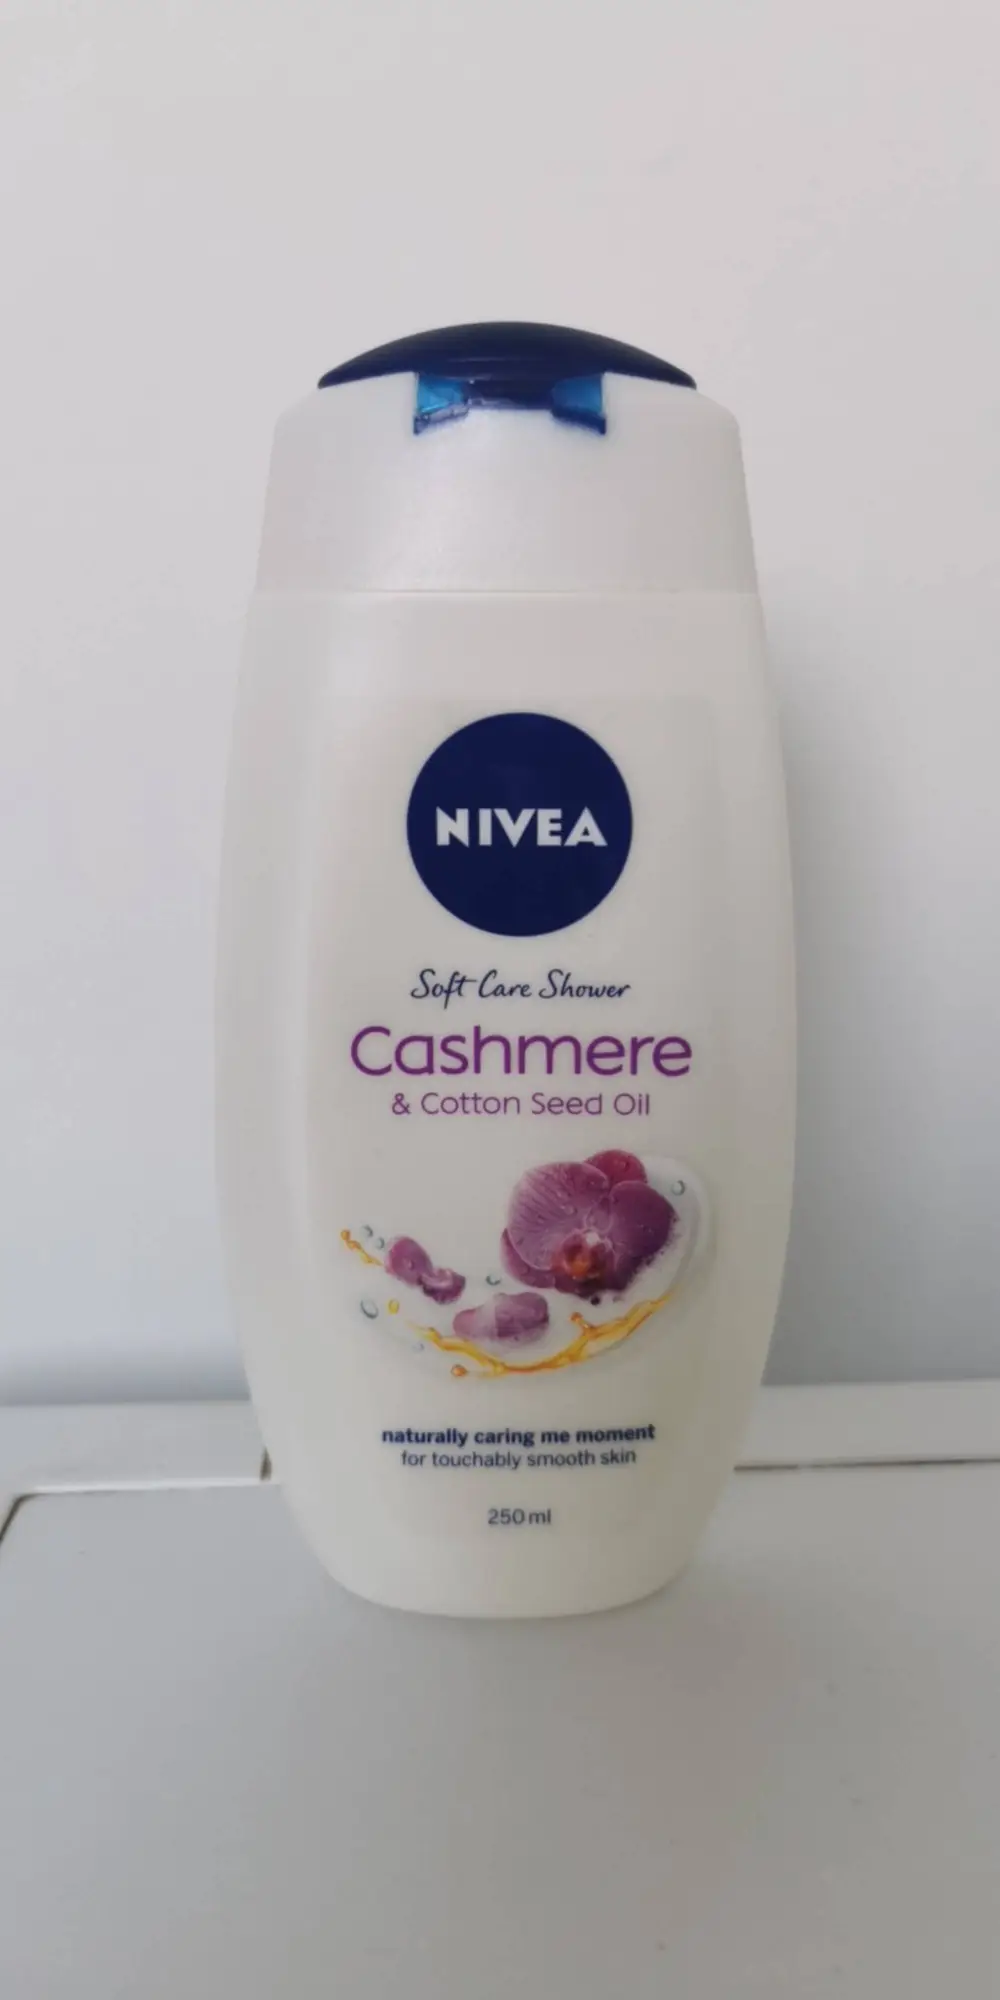 NIVEA
Soft Care Shower
Cashmere
& Cotton Seed Oil
naturally caring me moment
for touchably smooth skin
250 ml